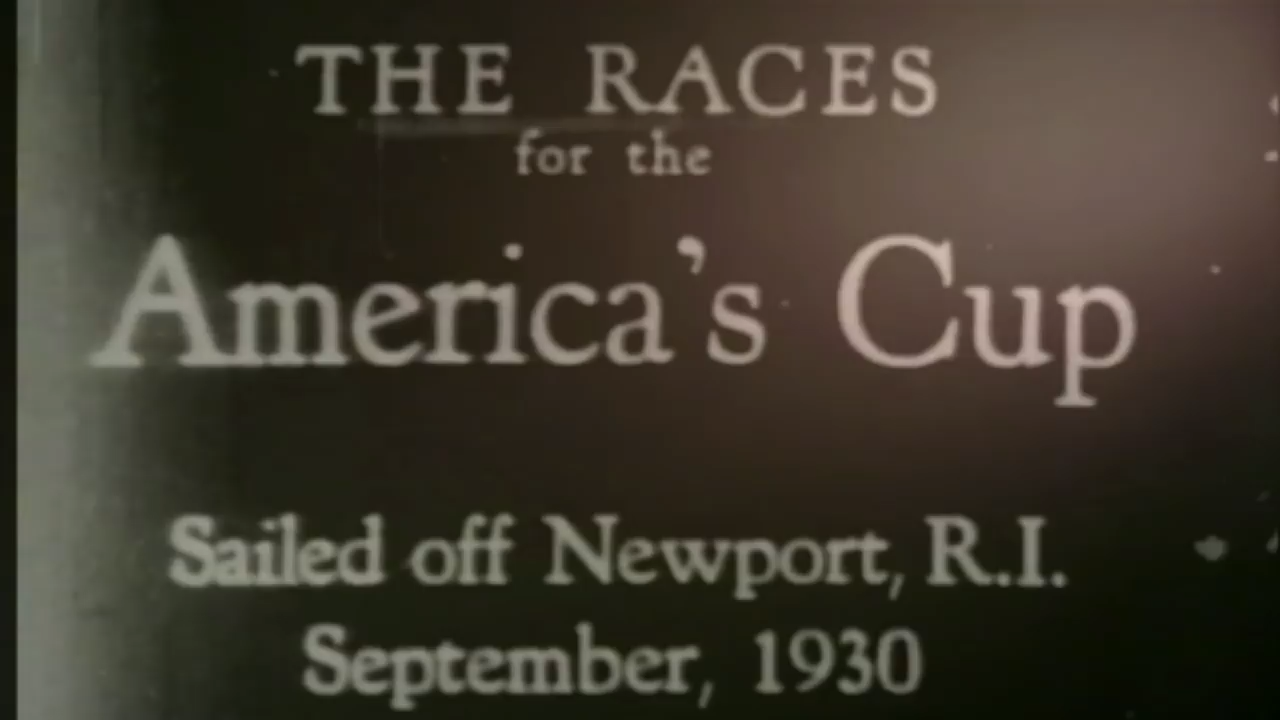 THE RACES
for the
America's Cup
Sailed off Newport, R.I.
September, 1930